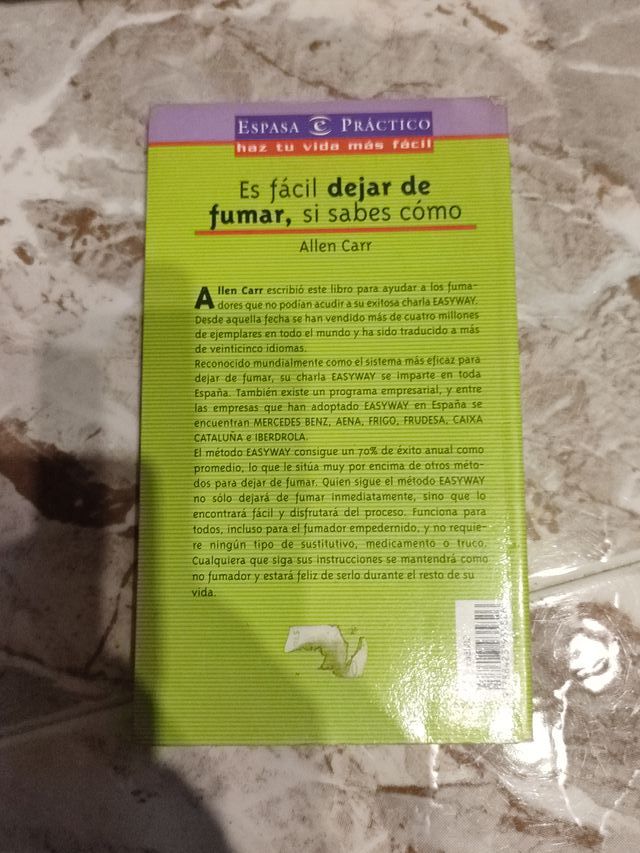 ESPASA e PRÁCTICO
haz tu vida más fácil
Es fácil dejar de
fumar, si sabes cómo
Allen Carr
Allen Carr escribió este libro para ayudar a los fuma-
dores que no podían acudir a su exitosa charla EASYWAY.
Desde aquella fecha se han vendido más de cuatro millones
de ejemplares en todo el mundo y ha sido traducido a más
de veinticinco idiomas.
Reconocido mundialmente como el sistema más eficaz para
dejar de fumar, su charla EASYWAY se imparte en toda
España. También existe un programa empresarial, y entre
las empresas que han adoptado EASYWAY en España se
encuentran MERCEDES BENZ, AENA, FRIGO, FRUDESA, CAIXA
CATALUÑA e IBERDROLA.
El método EASYWAY consigue un 70% de éxito anual como
promedio, lo que le sitúa muy por encima de otros méto-
dos para dejar de fumar. Quien sigue el método EASYWAY
no sólo dejará de fumar inmediatamente, sino que lo
encontrará fácil y disfrutará del proceso. Funciona para
todos, incluso para el fumador empedernido, y no requie-
re ningún tipo de sustitutivo, medicamento o truco.
Cualquiera que siga sus instrucciones se mantendrá como
no fumador y estará feliz de serlo durante el resto de su
vida.